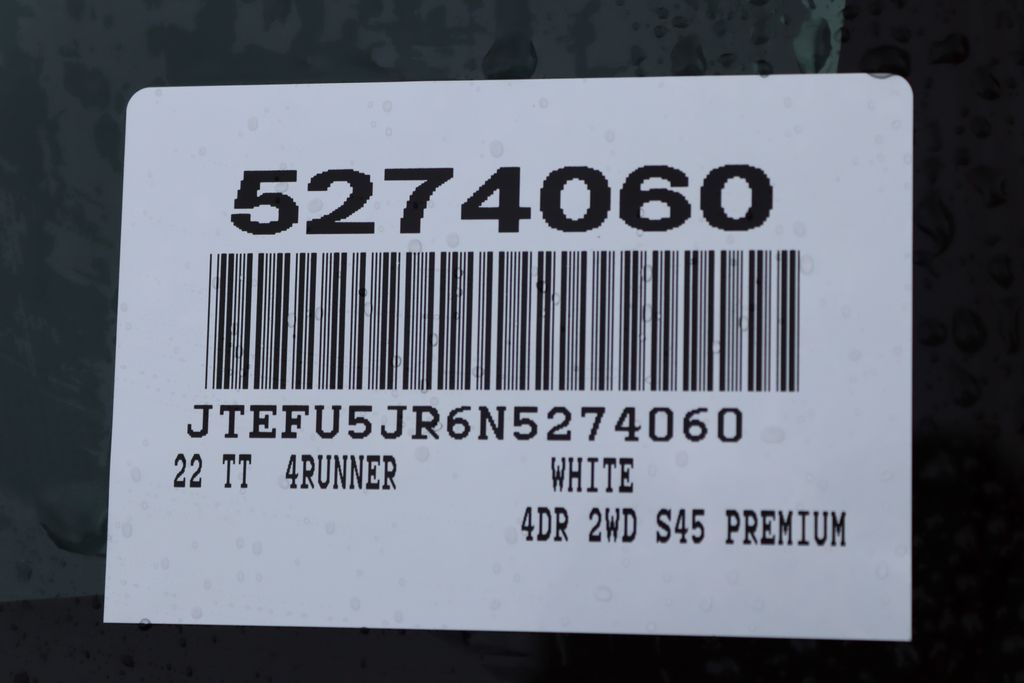 5274060
JTEFU5JR6N5274060
22 TT 4RUNNER WHITE
4DR 2WD S45 PREMIUM